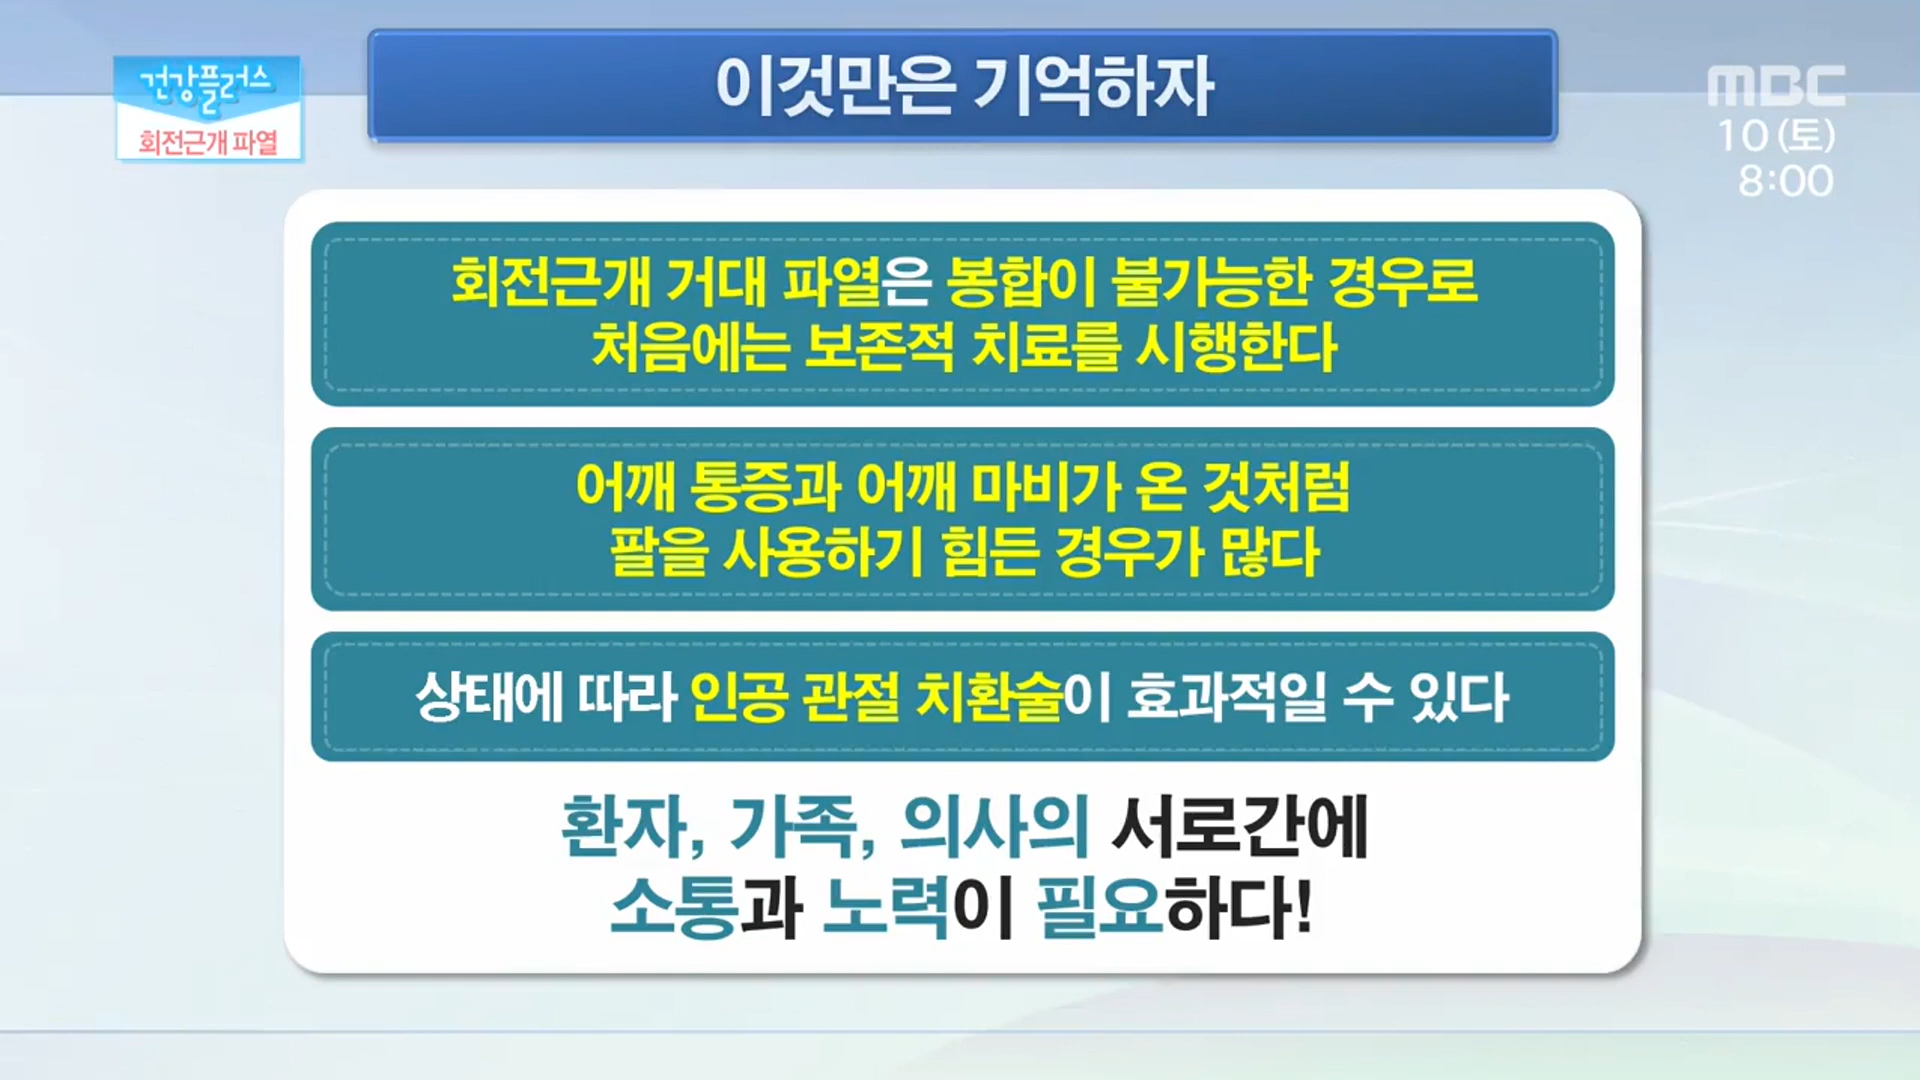 건강플러스
회전근개 파열
이것만은 기억하자
MBC
10(토)
8:00
회전근개 거대 파열은 봉합이 불가능한 경우로
처음에는 보존적 치료를 시행한다
어깨 통증과 어깨 마비가 온 것처럼
팔을 사용하기 힘든 경우가 많다
상태에 따라 인공 관절 치환술이 효과적일 수 있다
환자, 가족, 의사의 서로간에
소통과 노력이 필요하다!